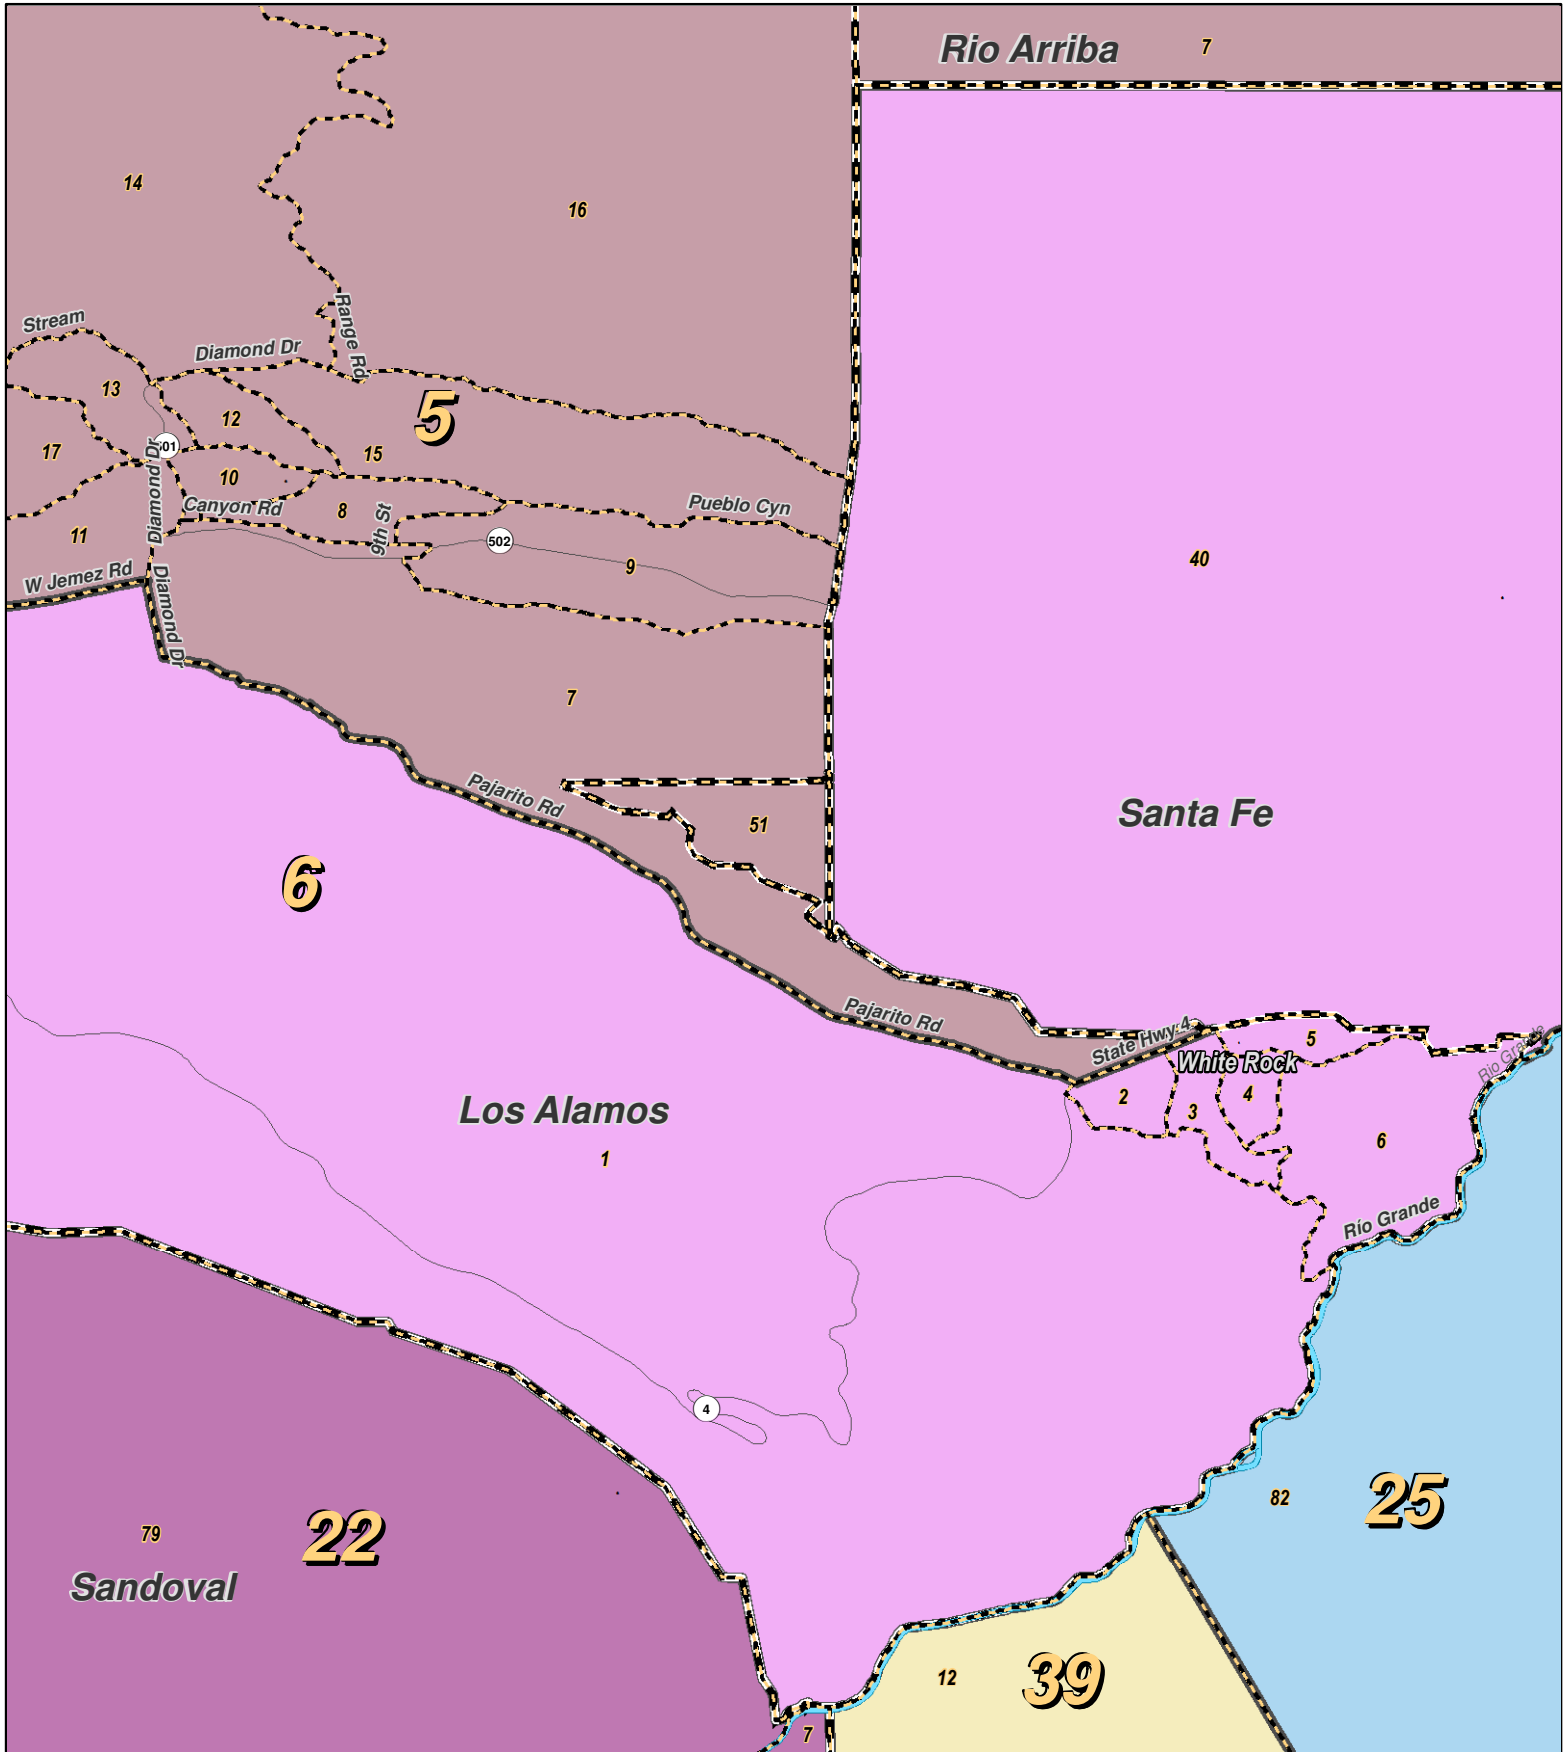 Rio Arriba
7
14
16
40
Stream
Diamond Dr
Range Rd
13
12
5
17
15
10
Canyon Rd
8
9th St
Pueblo Cyn
502
11
Diamond Dr
9
W Jemez Rd
Diamond Dr
7
Pajarito Rd
51
Santa Fe
6
Pajarito Rd
State Hwy 4
5
White Rock
Rio Grande
2
3
4
Los Alamos
1
6
Río Grande
4
82
25
79
22
Sandoval
12
39
7